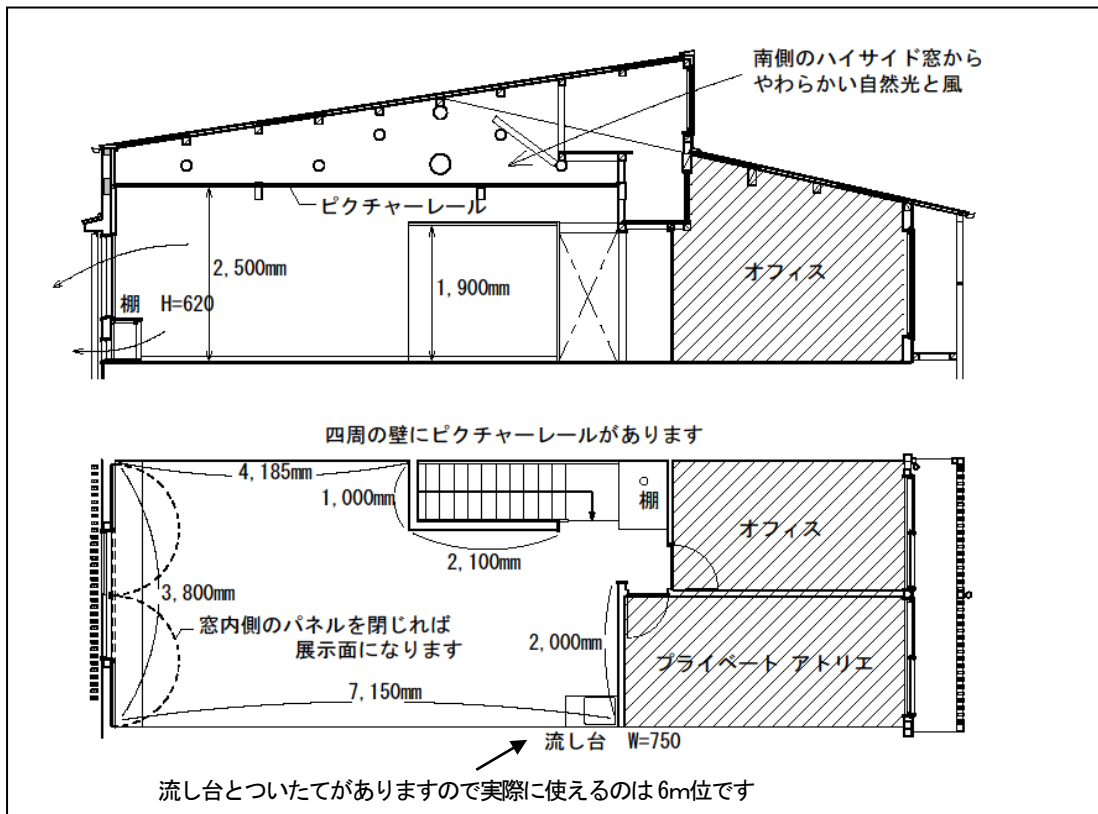 南側のハイサイド窓から
やわらかい自然光と風
ピクチャーレール
2,500mm
1,900mm
オフィス
棚 H=620
四周の壁にピクチャーレールがあります
4,185mm
1,000mm
棚
オフィス
2,100mm
3,800mm
窓内側のパネルを閉じれば
展示面になります
2,000mm
プライベート アトリエ
7,150mm
流し台 W=750
流し台とついたてがありますので実際に使えるのは6m位です